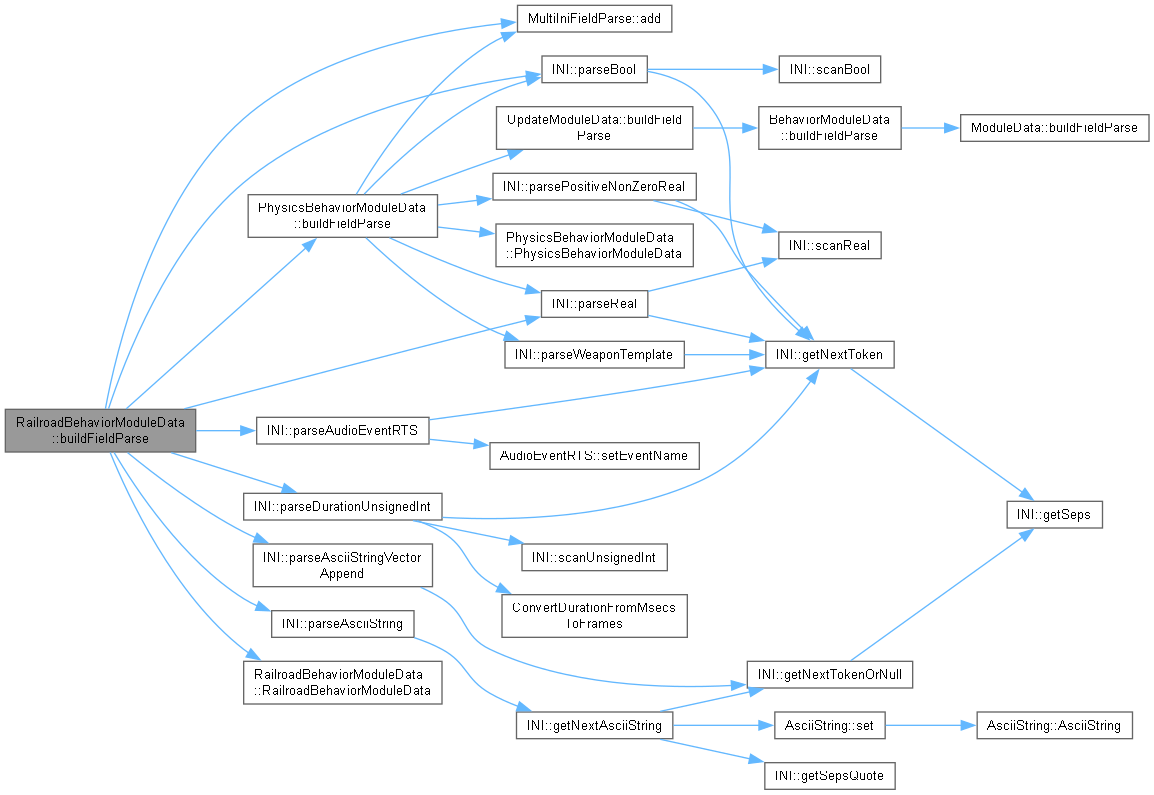 MultiIniFieldParse::add
INI::parseBool
INI::scanBool
UpdateModuleData::buildField
Parse
BehaviorModuleData
::buildFieldParse
ModuleData::buildFieldParse
INI::parsePositiveNonZeroReal
PhysicsBehaviorModuleData
::buildFieldParse
PhysicsBehaviorModuleData
::PhysicsBehaviorModuleData
INI::scanReal
INI::parseReal
INI::parseWeaponTemplate
INI::getNextToken
RailroadBehaviorModuleData
::buildFieldParse
INI::parseAudioEventRTS
AudioEventRTS::setEventName
INI::parseDurationUnsignedInt
INI::getSeps
INI::parseAsciiStringVector
Append
INI::scanUnsignedInt
ConvertDurationFromMsecs
ToFrames
INI::parseAsciiString
RailroadBehaviorModuleData
::RailroadBehaviorModuleData
INI::getNextTokenOrNull
INI::getNextAsciiString
AsciiString::set
AsciiString::AsciiString
INI::getSepsQuote